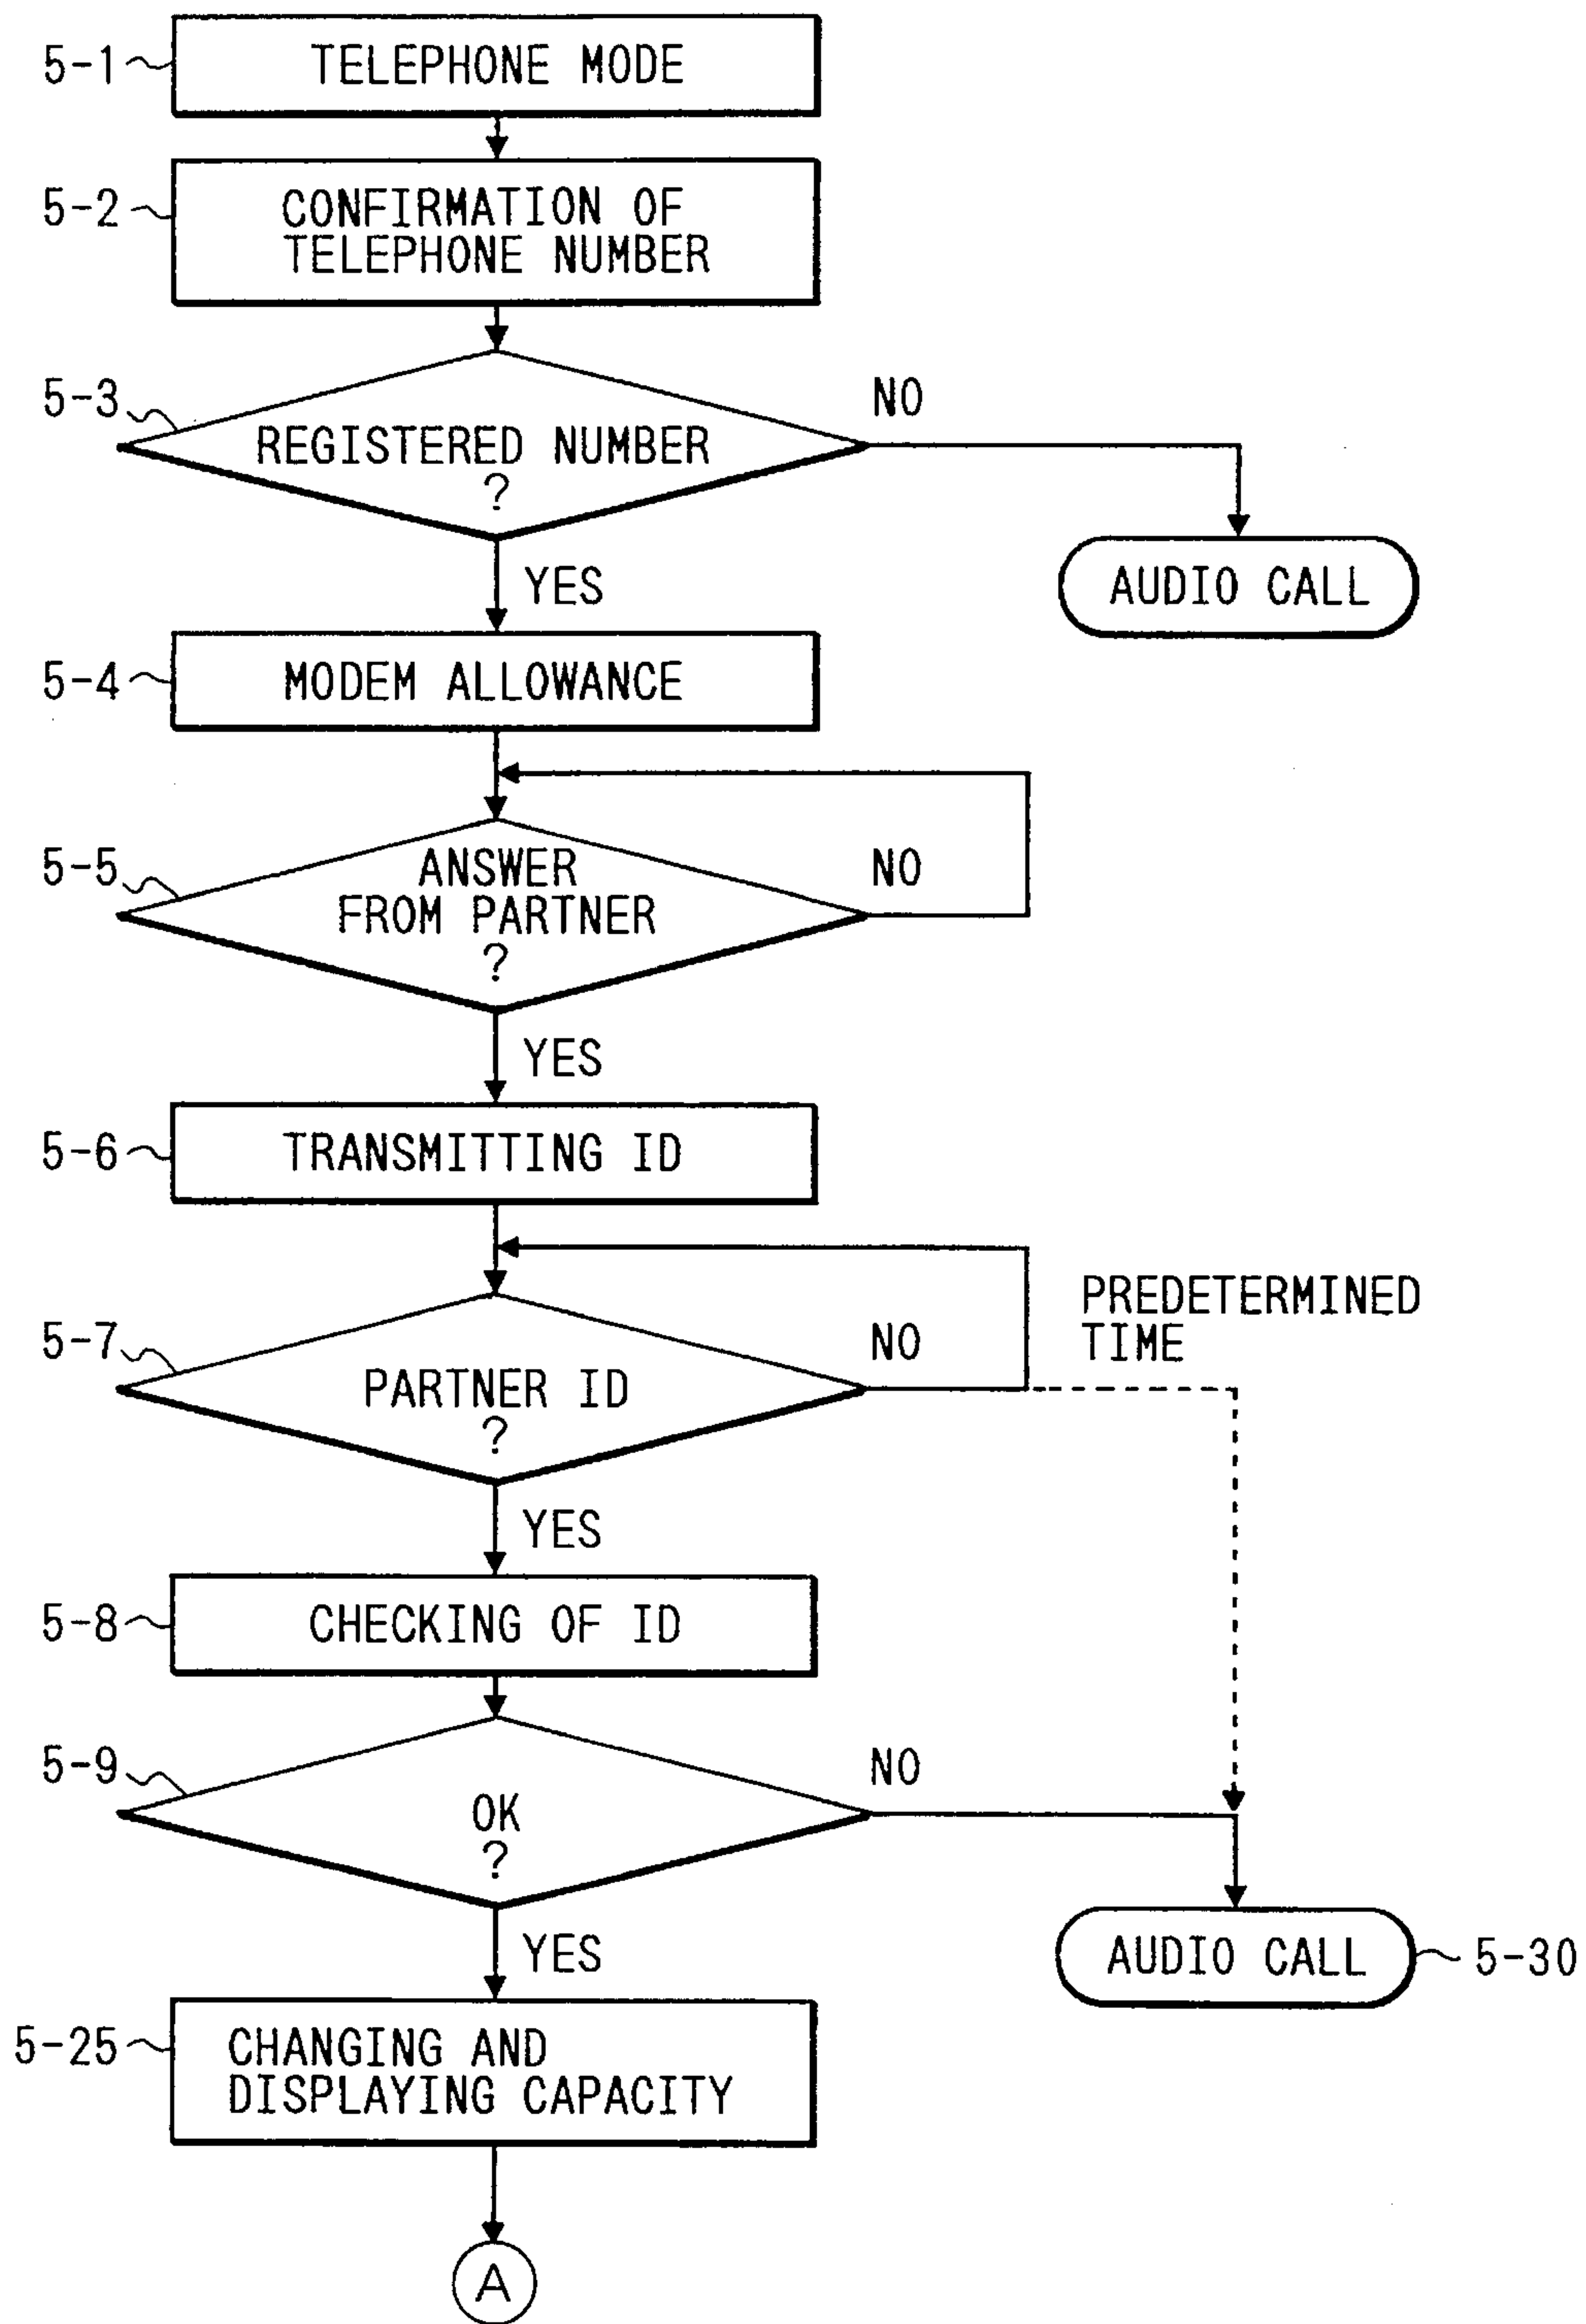 5-1
TELEPHONE MODE
5-2
CONFIRMATION OF
TELEPHONE NUMBER
5-3
REGISTERED NUMBER
?
NO
AUDIO CALL
YES
5-4
MODEM ALLOWANCE
5-5
ANSWER
FROM PARTNER
?
NO
YES
5-6
TRANSMITTING ID
5-7
PARTNER ID
?
NO
PREDETERMINED
TIME
YES
5-8
CHECKING OF ID
5-9
OK
?
NO
YES
AUDIO CALL
5-30
5-25
CHANGING AND
DISPLAYING CAPACITY
A